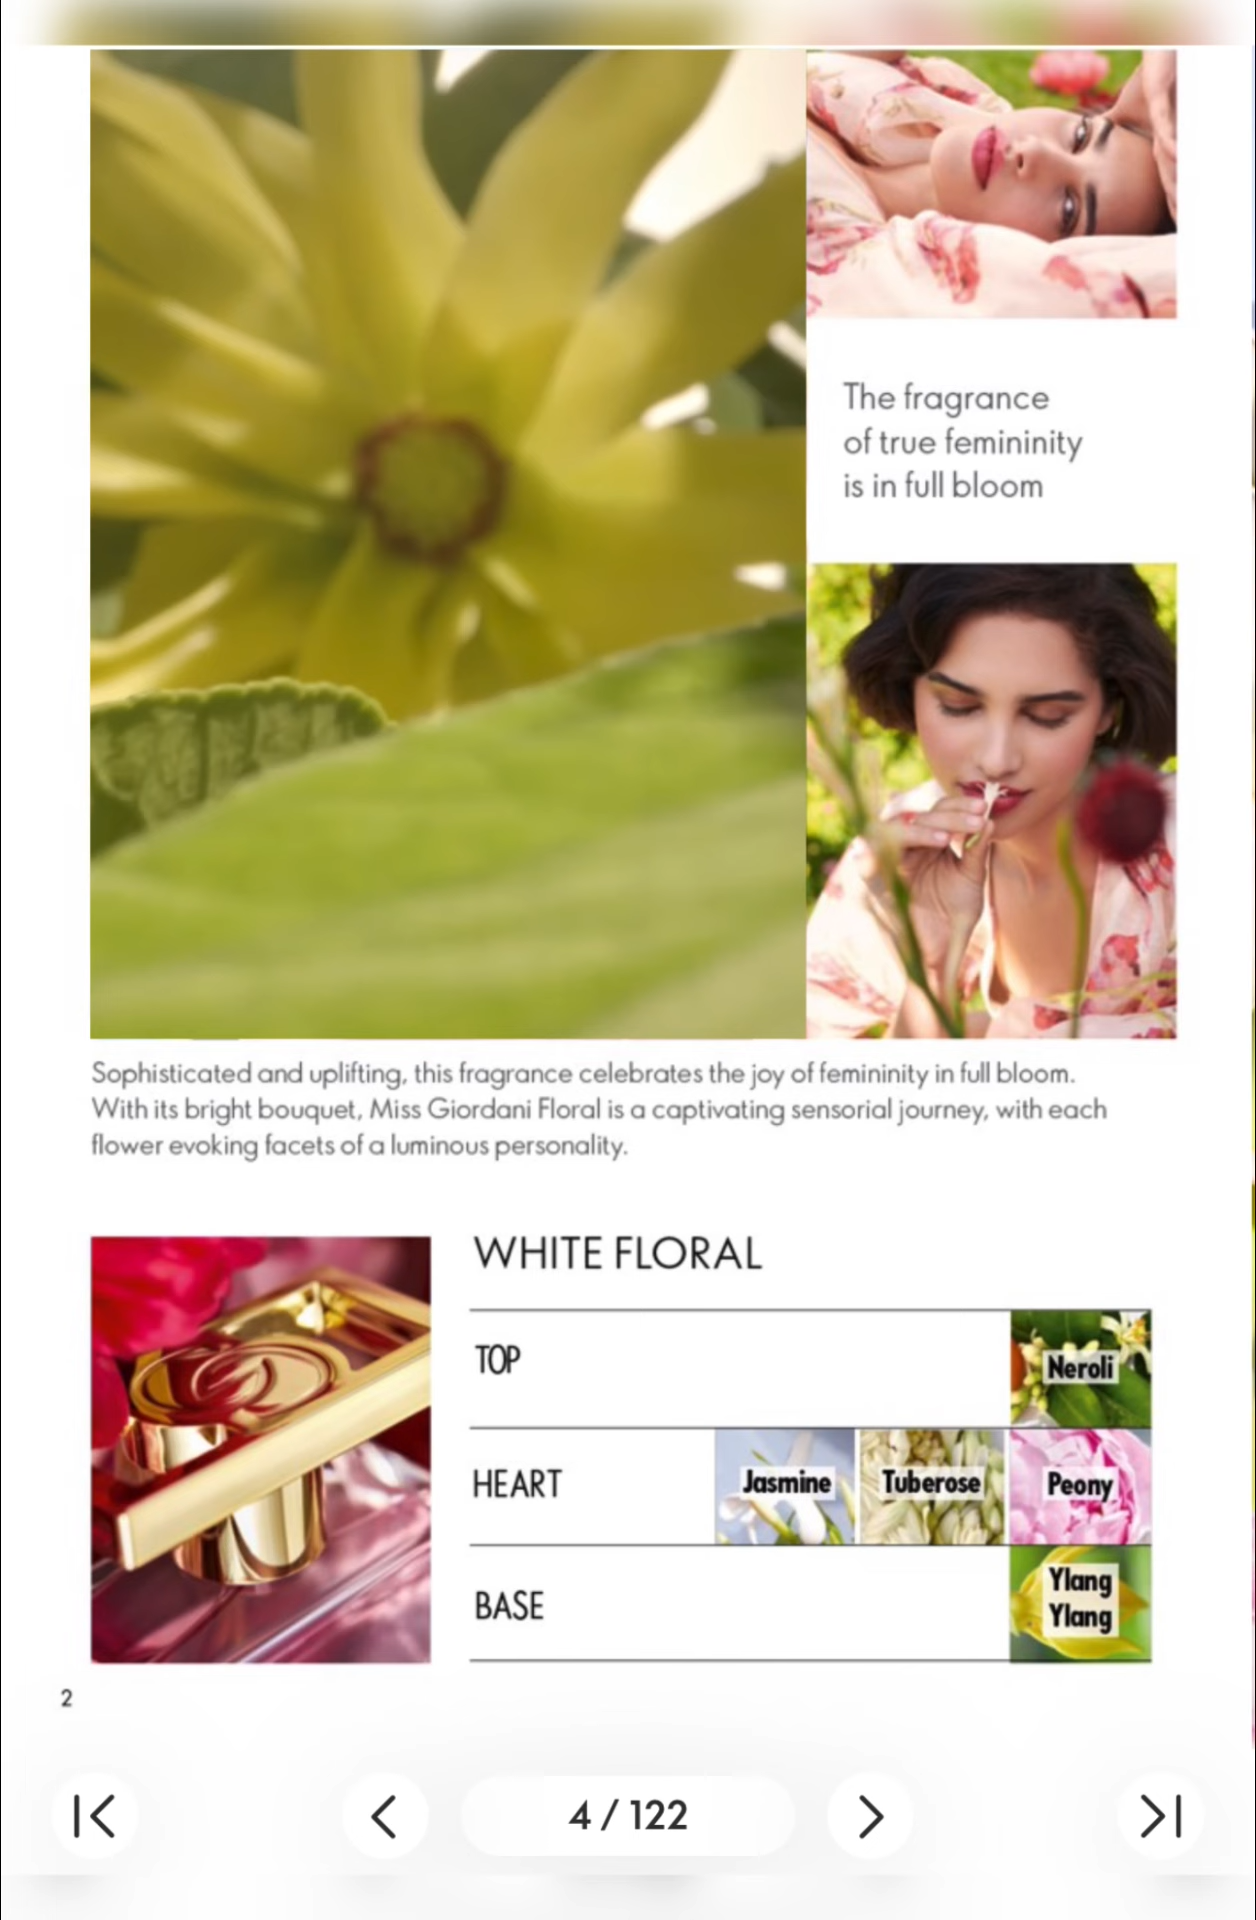 The fragrance
of true femininity
is in full bloom
Sophisticated and uplifting, this fragrance celebrates the joy of femininity in full bloom.
With its bright bouquet, Miss Giordani Floral is a captivating sensorial journey, with each
flower evoking facets of a luminous personality.
WHITE FLORAL
TOP
Neroli
HEART
Jasmine
Tuberose
Peony
BASE
Ylang
Ylang
2
4 / 122